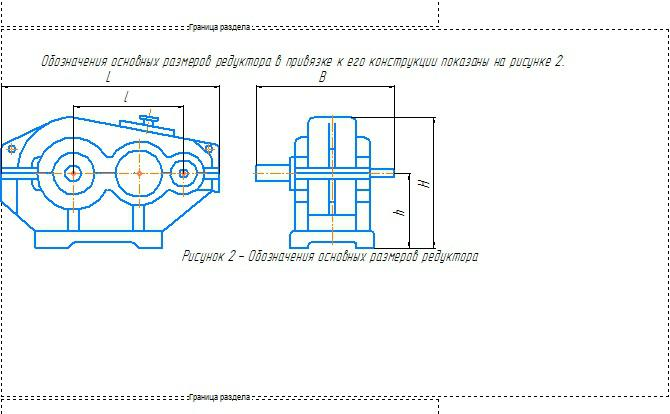 Граница раздела
Обозначения основных размеров редуктора в привязке к его конструкции показаны на рисунке 2.
L
B
l
H
h
Рисунок 2 - Обозначения основных размеров редуктора
Граница раздела